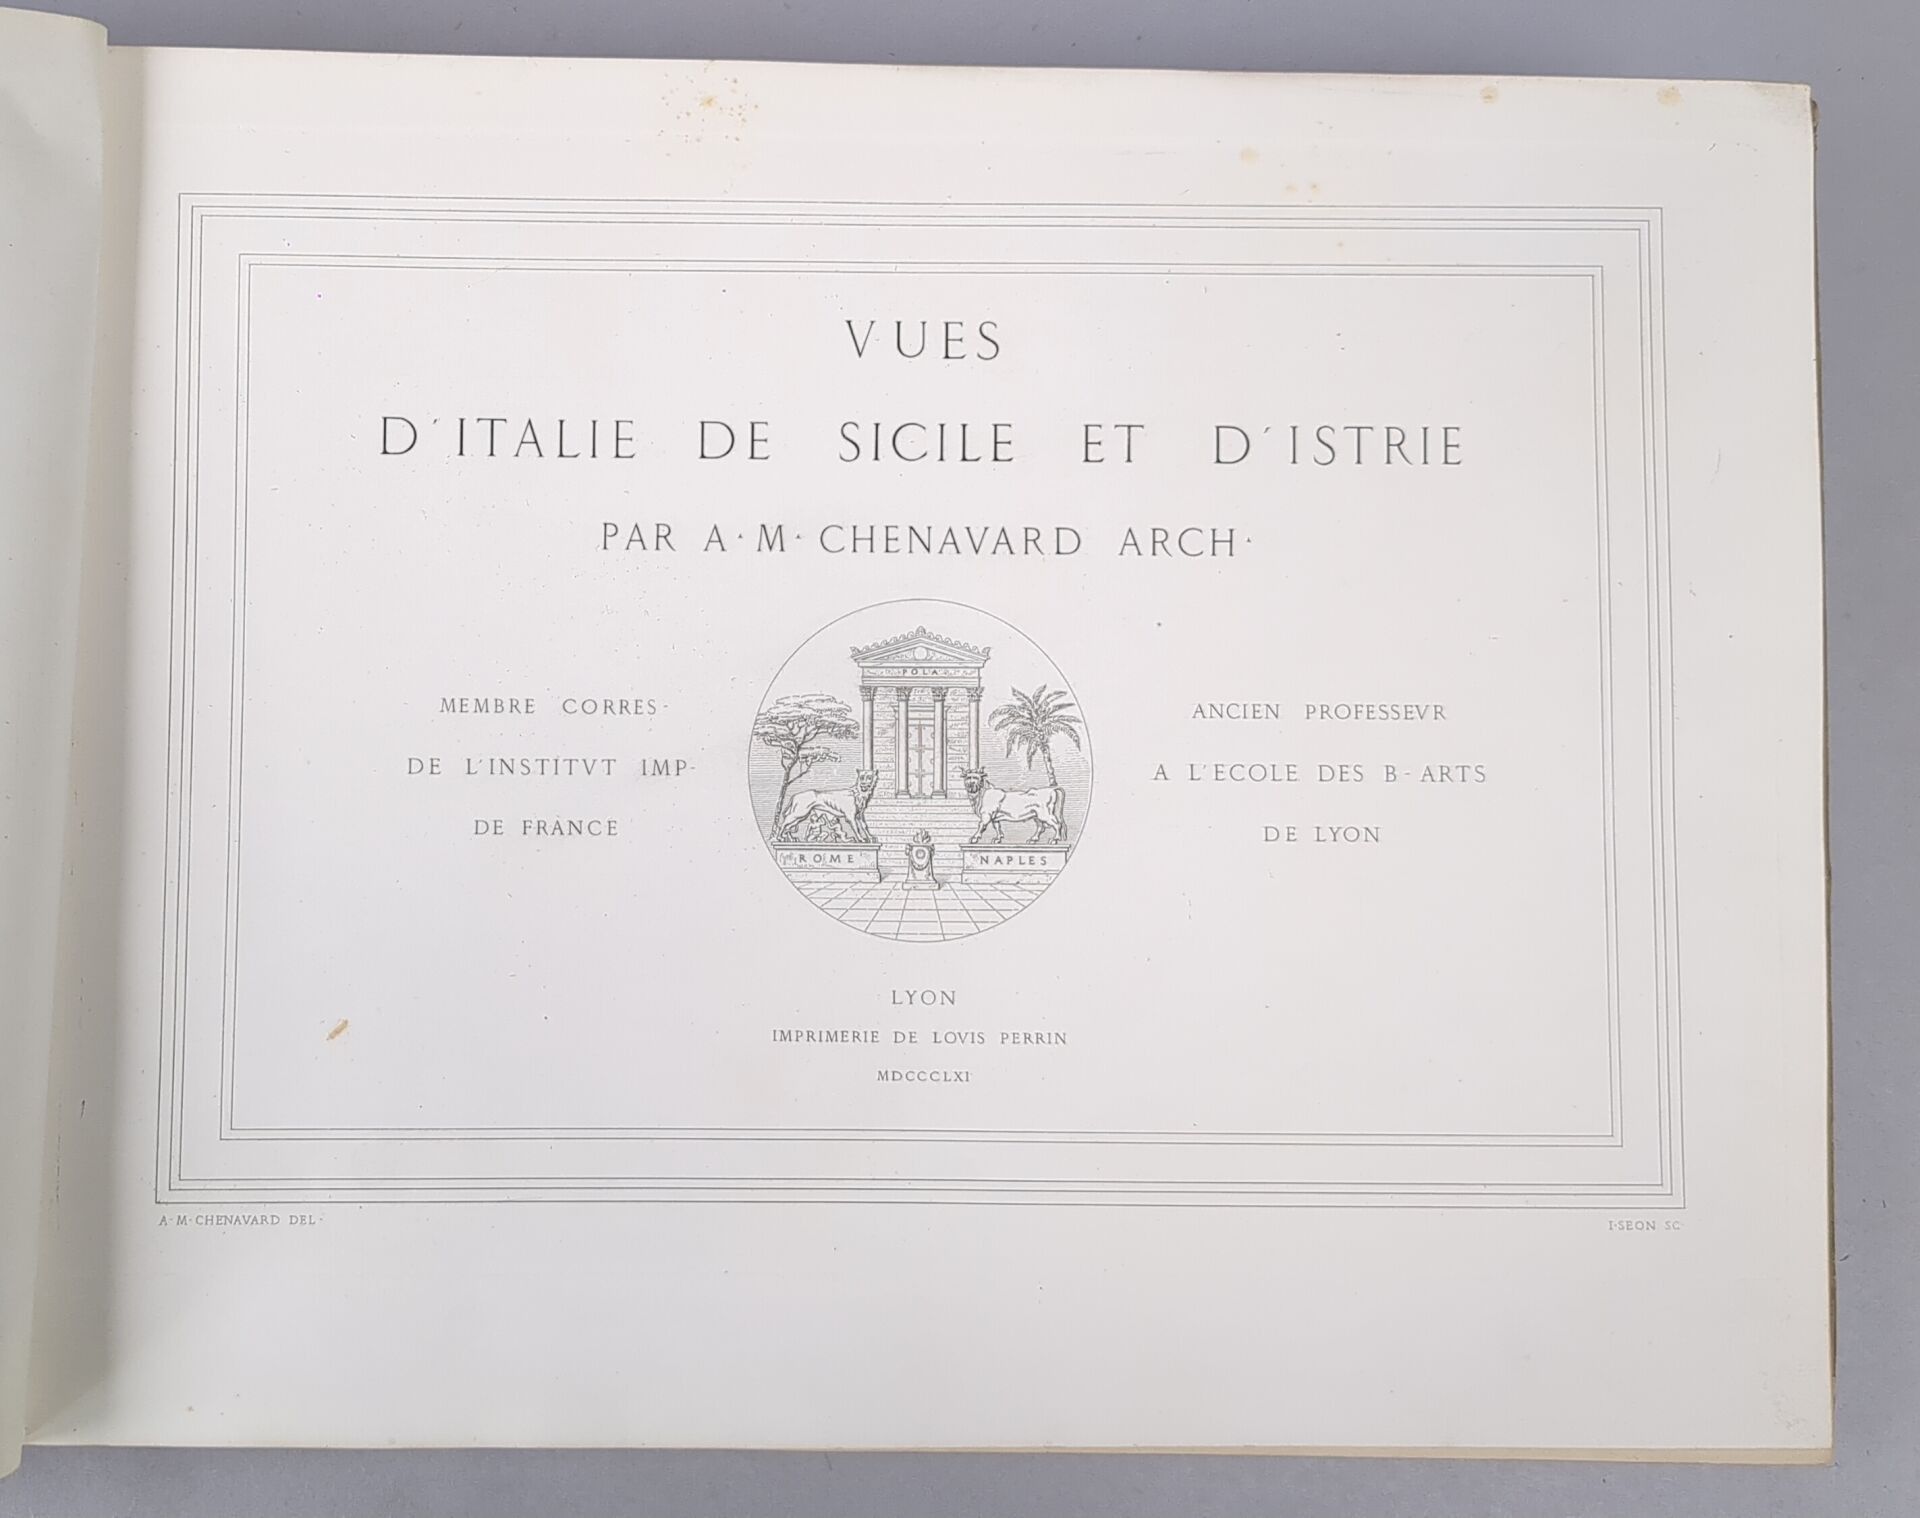 VUES
D'ITALIE DE SICILE ET D'ISTRIE
PAR A·M·CHENAVARD ARCH·
MEMBRE CORRES-
DE L'INSTITVT IMP-
DE FRANCE
POLA
ROME
NAPLES
ANCIEN PROFESSEVR
A L'ECOLE DES B-ARTS
DE LYON
LYON
IMPRIMERIE DE LOVIS PERRIN
MDCCCLXI
A·M·CHENAVARD DEL·
I·SEON SC·